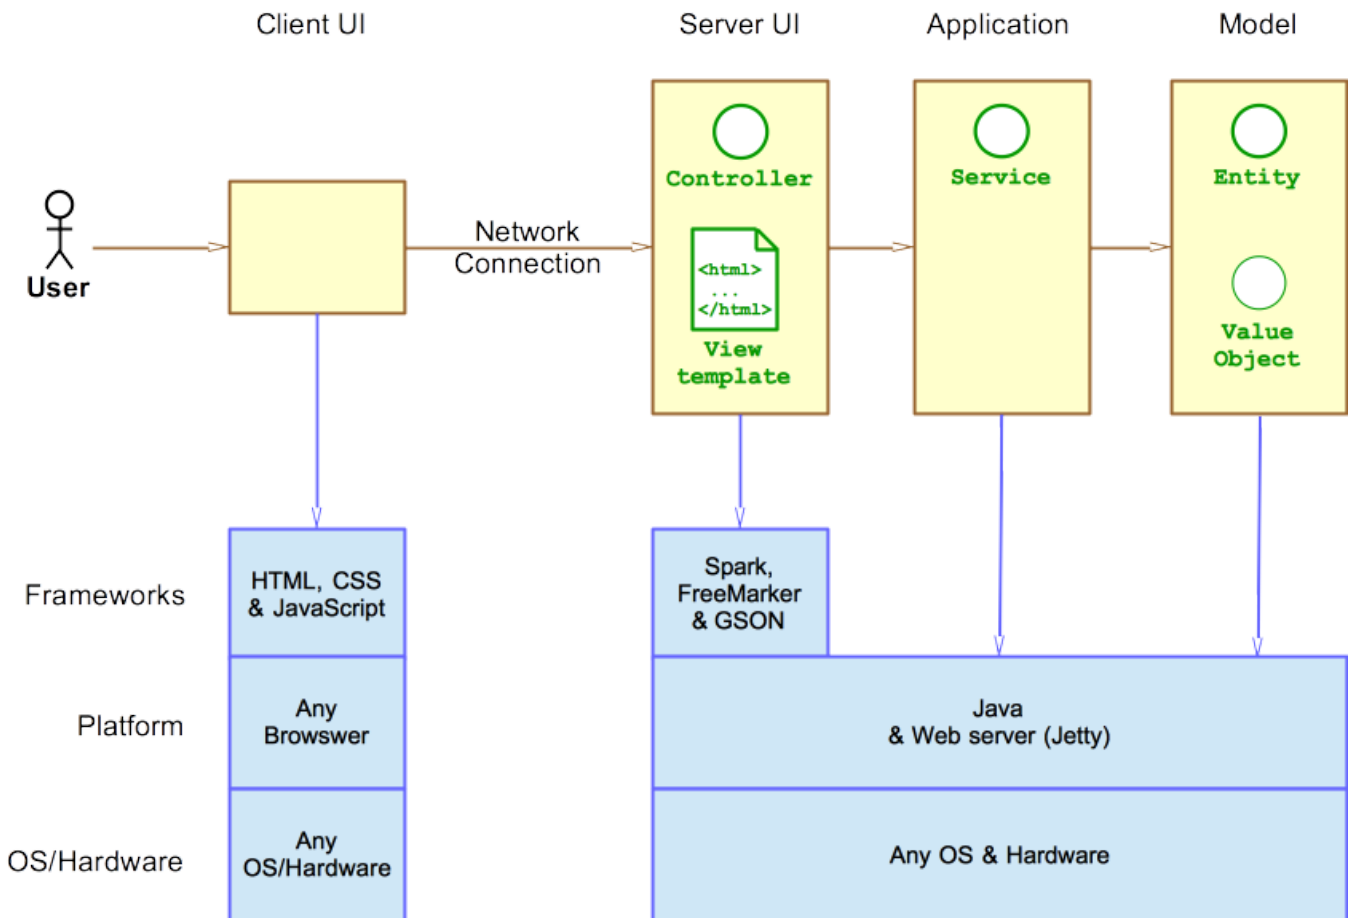 Client UI
Server UI
Application
Model
Controller
Service
Entity
User
Network
Connection
<html>
...
</html>
View
template
Value
Object
Frameworks
HTML, CSS
& JavaScript
Spark,
FreeMarker
& GSON
Platform
Any
Browswer
Java
& Web server (Jetty)
OS/Hardware
Any
OS/Hardware
Any OS & Hardware